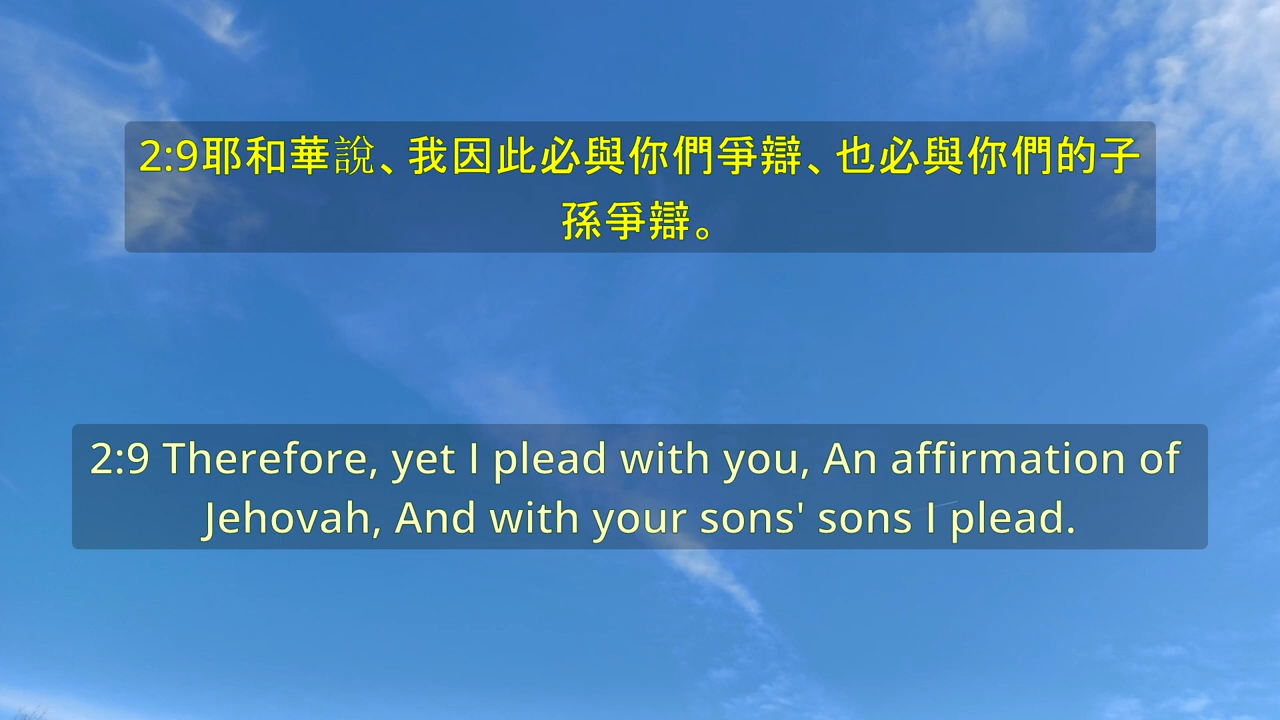 2:9耶和華說、我因此必與你們爭辯、也必與你們的子
孫爭辯。
2:9 Therefore, yet I plead with you, An affirmation of
Jehovah, And with your sons' sons I plead.